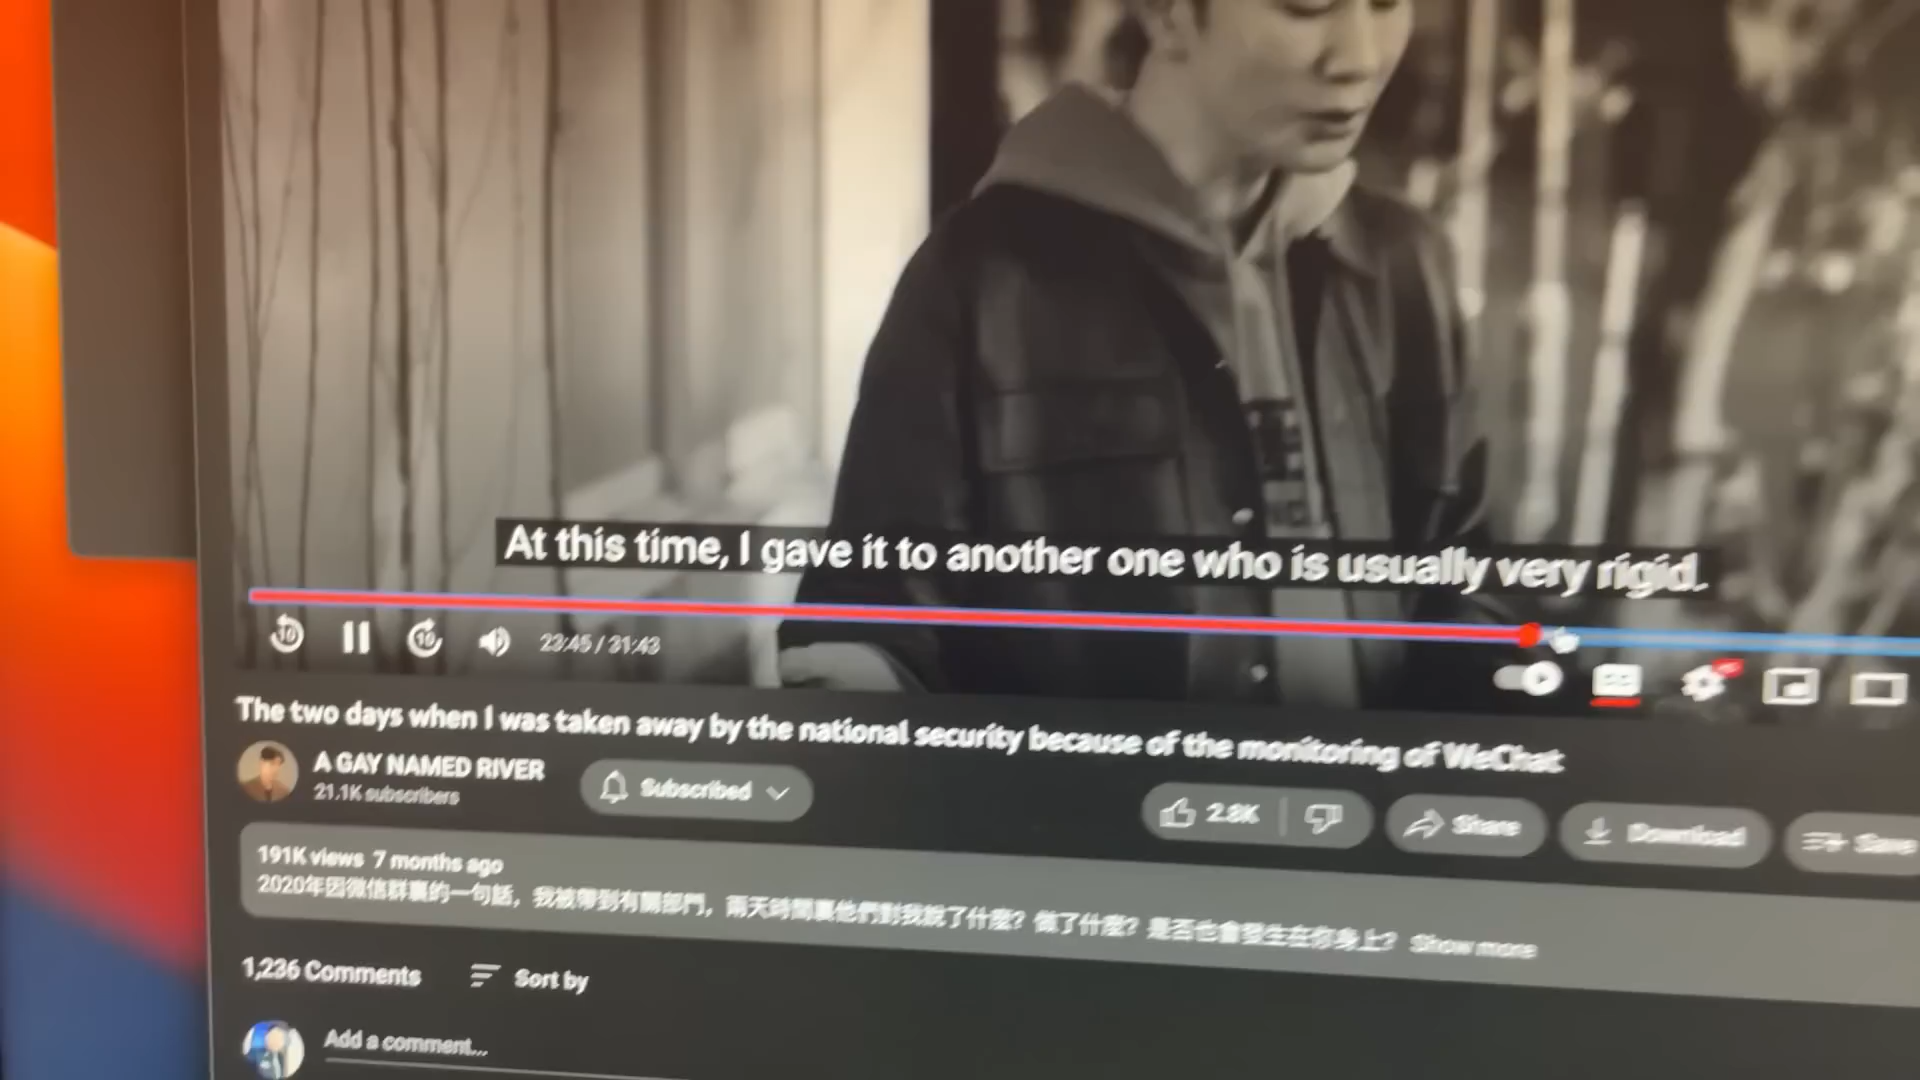 At this time, I gave it to another one who is usually very rigid.
10
10
23:45 / 31:43
The two days when I was taken away by the national security because of the monitoring of WeChat
A GAY NAMED RIVER
21.1K subscribers
Subscribed
2.8K
Share
Download
Save
191K views 7 months ago
2020年因微信群裏的一句話，我被帶到有關部門，兩天時間裏他們對我說了什麼？做了什麼？是否也會發生在你身上？ Show more
1,236 Comments
Sort by
Add a comment...